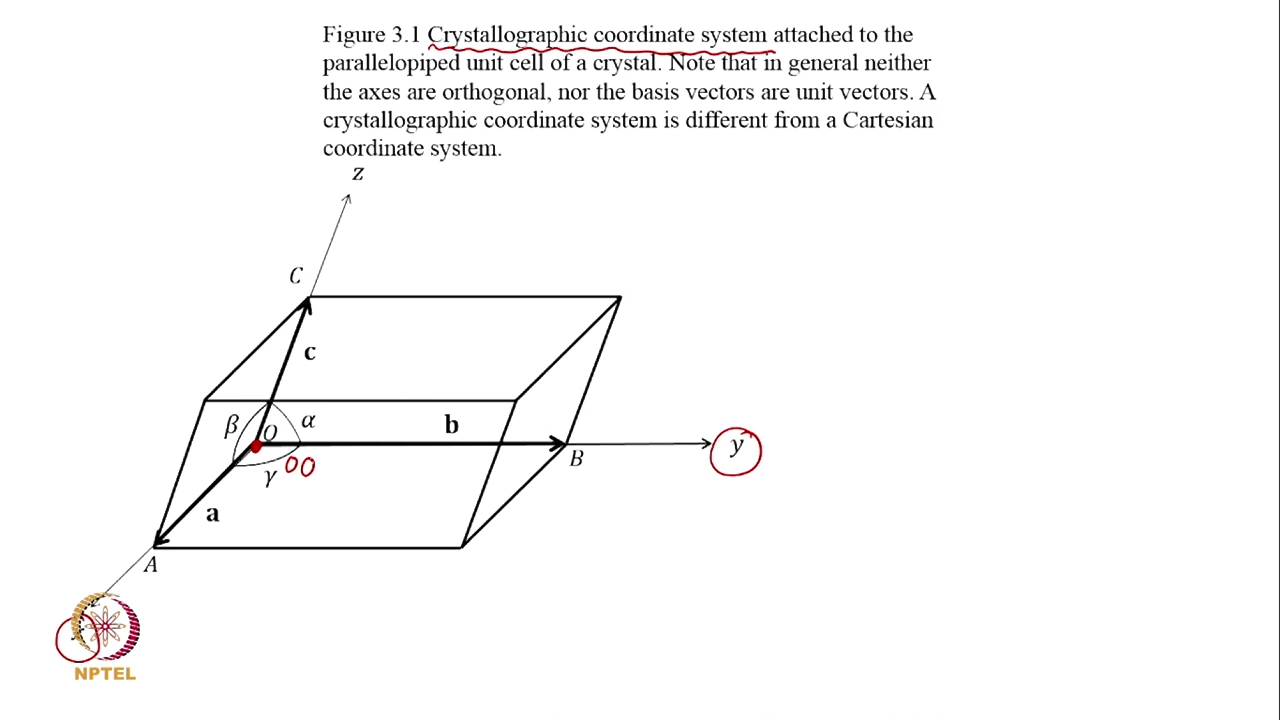 Figure 3.1 Crystallographic coordinate system attached to the
parallelopiped unit cell of a crystal. Note that in general neither
the axes are orthogonal, nor the basis vectors are unit vectors. A
crystallographic coordinate system is different from a Cartesian
coordinate system.
z
C
c
β
O
α
b
y
B
γ
00
a
A
NPTEL